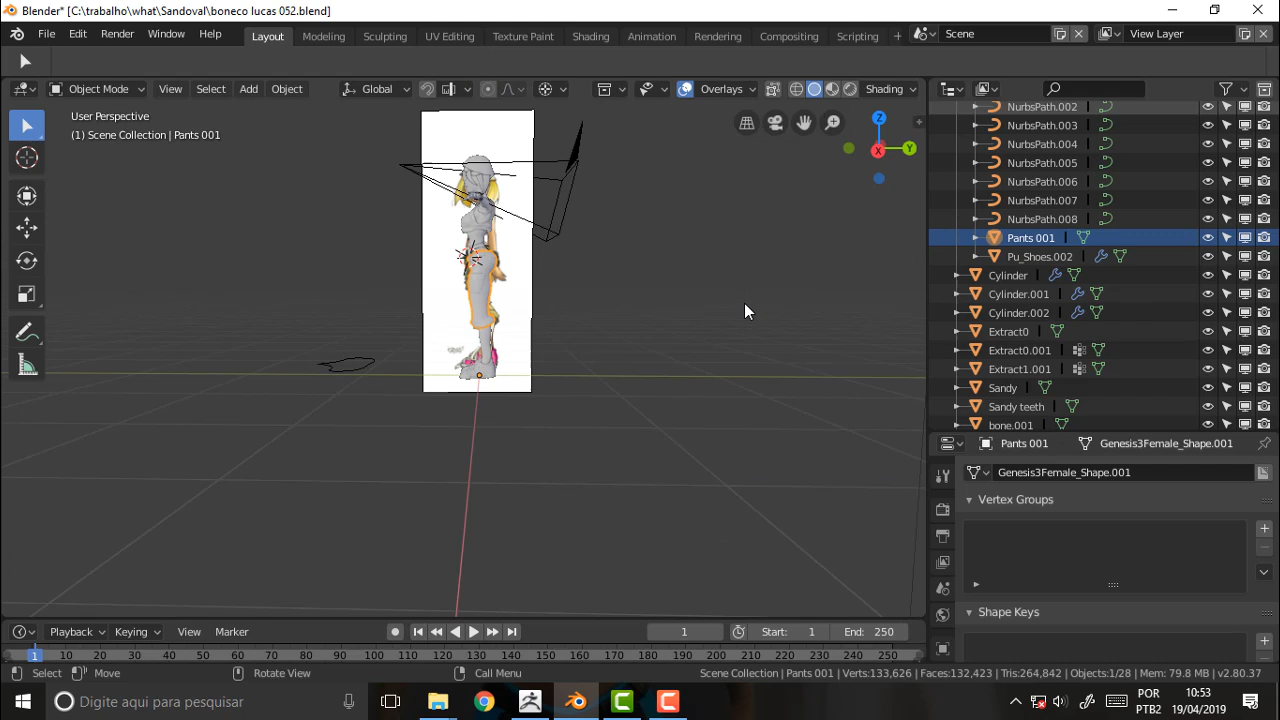 Blender* [C:\trabalho\what\Sandoval\boneco lucas 052.blend]
File Edit Render Window Help Layout Modeling Sculpting UV Editing Texture Paint Shading Animation Rendering Compositing Scripting + Scene View Layer
Object Mode View Select Add Object Global Overlays Shading
User Perspective
(1) Scene Collection | Pants 001
Z
X
Y
NurbsPath.002
NurbsPath.003
NurbsPath.004
NurbsPath.005
NurbsPath.006
NurbsPath.007
NurbsPath.008
Pants 001
Pu_Shoes.002
Cylinder
Cylinder.001
Cylinder.002
Extract0
Extract0.001
Extract1.001
Sandy
Sandy teeth
bone.001
Pants 001 Genesis3Female_Shape.001
Genesis3Female_Shape.001
Vertex Groups
Shape Keys
Playback Keying View Marker 1 Start: 1 End: 250
1 10 20 30 40 50 60 70 80 90 100 110 120 130 140 150 160 170 180 190 200 210 220 230 240 250
Select Move Rotate View Call Menu Scene Collection | Pants 001 | Verts:133,626 | Faces:132,423 | Tris:264,842 | Objects:1/28 | Mem: 79.8 MB | v2.80.37
Digite aqui para pesquisar
POR
PTB2
10:53
19/04/2019